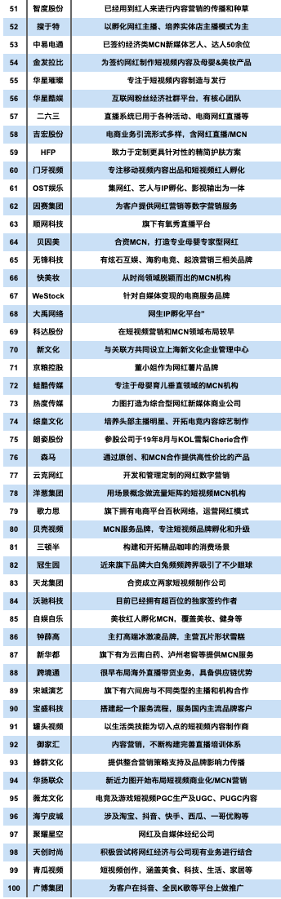 51 智度股份 已经用到红人来进行内容营销的传播和种草
52 搜于特 以孵化网红主播、培养实体店主播模式为主
53 中易电通 已签约经济类MCN新媒体艺人、达人50余位
54 金发拉比 为签约网红制作短视频内容及母婴&美妆产品
55 华星璀璨 专注于短视频内容制造与发行
56 华星酷娱 互联网粉丝经济社群平台，有核心团队
57 二六三 直播系统已用于各种活动、电商网红直播等
58 吉宏股份 电商业务引流形式多样，含网红直播/MCN
59 HFP 致力于定制更具针对性的精简护肤方案
60 门牙视频 专注移动视频内容出品和短视频红人孵化
61 OST娱乐 集网红、艺人与IP孵化、影视输出为一体
62 因赛集团 为客户提供网红营销等数字营销服务
63 顺网科技 旗下有氩秀直播平台
64 贝因美 合资MCN，打造专业母婴专家型网红
65 无锋科技 有炫石互娱、海豹电竞、起浪营销三相关品牌
66 快美妆 从时尚领域脱颖而出的MCN机构
67 WeStock 针对自媒体变现的电商服务品牌
68 大禹网络 网生IP孵化平台"
69 科达股份 在短视频营销和MCN领域布局较早
70 新文化 与关联方共同设立上海新文化企业管理中心
71 京粮控股 董小姐作为网红薯片品牌
72 蛙酷传媒 专注于母婴育儿垂直领域的MCN机构
73 热度传媒 力图打造为综合型网红新媒体商业公司
74 综皇文化 培养头部主播明星、开拓电竞内容综艺制作
75 朗姿股份 参股公司于19年8月与KOL雪梨Cherie合作
76 森马 通过原创、和MCN合作提供高性价比的产品
77 云克网红 开发和管理定制的网红数字营销
78 洋葱集团 用场景概念做流量矩阵的短视频MCN机构
79 歌力思 旗下拥有电商平台百秋网络，运营网红模式
80 贝壳视频 MCN服务品牌，专注短视频品牌孵化和升级
81 三顿半 构建和开拓精品咖啡的消费场景
82 冠生园 近来旗下品牌大白兔频频跨界吸引了不少眼球
83 天龙集团 合资成立两家短视频制作公司
84 沃驰科技 目前已经拥有超百位的独家签约作者
85 自娱自乐 美妆红人孵化MCN，覆盖美妆、健身等
86 钟薛高 主打高端冰激凌品牌，主营瓦片形状雪糕
87 新华都 旗下有为云南白药、泸州老窖等提供MCN服务
88 跨境通 很早布局海外直播带货业务，具备供应链优势
89 宋城演艺 旗下有六间房与不同类型的主播和机构合作
90 宝盛科技 搭建起一个服务流程，服务国内主流品牌客户
91 罐头视频 以生活类技能为切入点的短视频内容制作商
92 御家汇 内容营销，不断构建完善直播培训体系
93 蜂群文化 提供整合营销策略支持及品牌影响力传播
94 华扬联众 新近力图开始布局短视频商业化/MCN营销
95 薇龙文化 电竞及游戏短视频PGC生产及UGC、PUGC内容
96 海宁皮城 涉及淘宝、抖音、快手、西瓜、一哥优购等
97 聚耀星空 网红及自媒体经纪公司
98 天创时尚 积极尝试将网红经济与公司现有业务进行结合
99 青瓜视频 短视频创作，涵盖美食、科技、生活、家居等
100 广博集团 为客户在抖音、全民K歌等平台上做推广